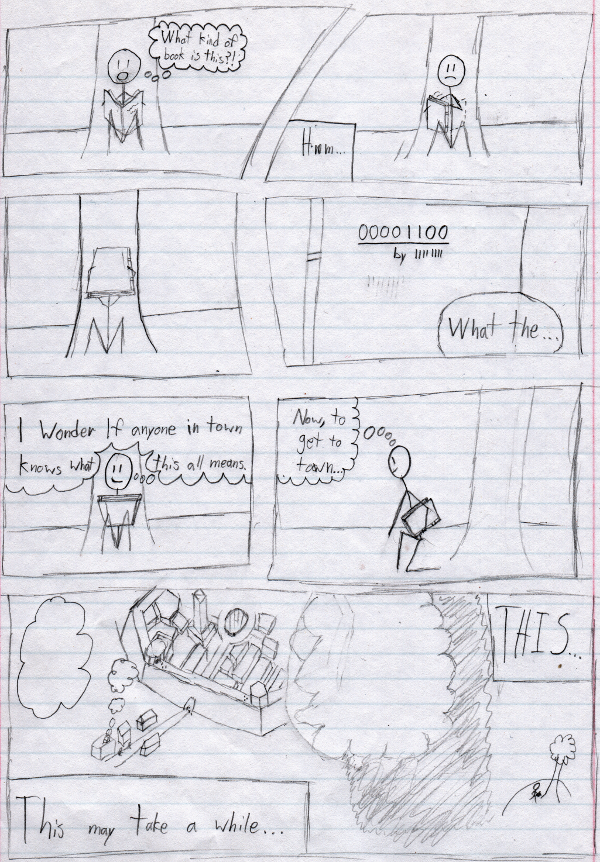 What kind of
book is this?!
Hmm...
00001100
by ||||| ||||
What the...
I Wonder If anyone in town
knows what this all means.
Now, to
get to
town...
THIS...
This may take a while...